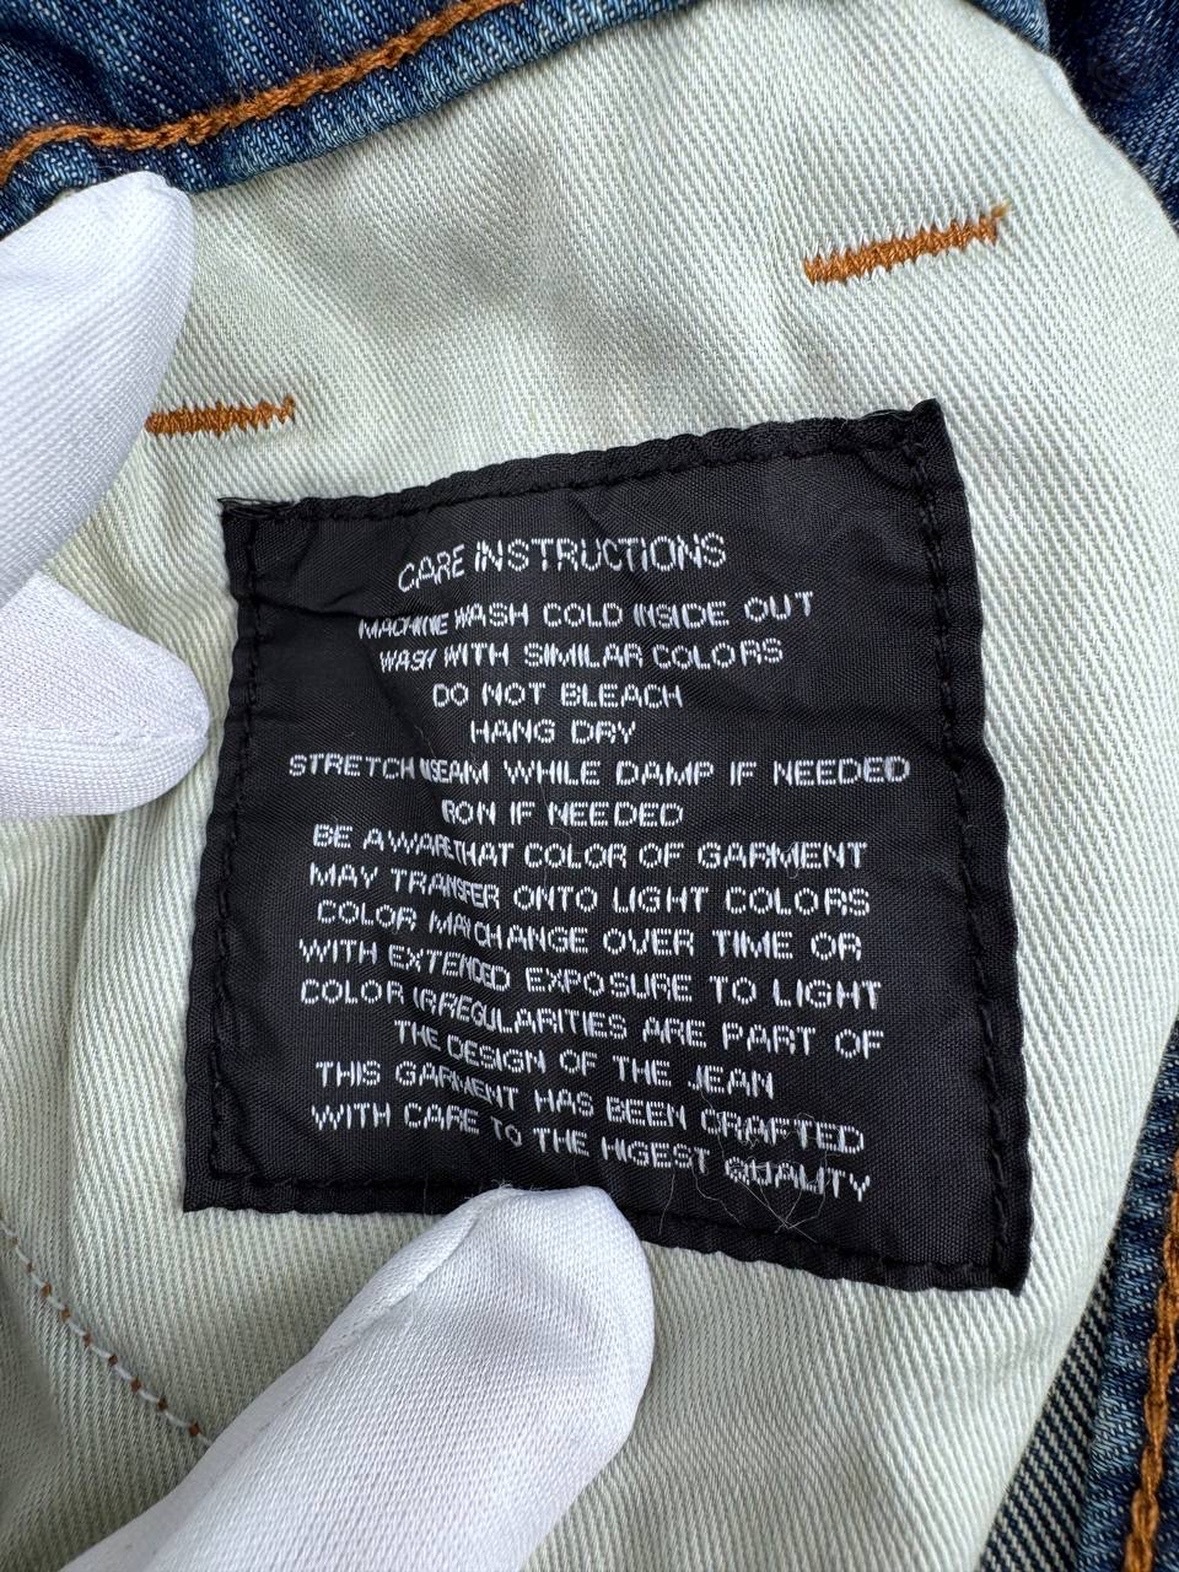 CARE INSTRUCTIONS
MACHINE WASH COLD INSIDE OUT
WASH WITH SIMILAR COLORS
DO NOT BLEACH
HANG DRY
STRETCH INSEAM WHILE DAMP IF NEEDED
IRON IF NEEDED
BE AWARE THAT COLOR OF GARMENT
MAY TRANSFER ONTO LIGHT COLORS
COLOR MAY CHANGE OVER TIME OR
WITH EXTENDED EXPOSURE TO LIGHT
COLOR IRREGULARITIES ARE PART OF
THE DESIGN OF THE JEAN
THIS GARMENT HAS BEEN CRAFTED
WITH CARE TO THE HIGEST QUALITY